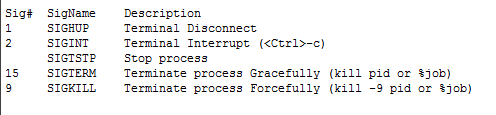 Sig# SigName Description
1 SIGHUP Terminal Disconnect
2 SIGINT Terminal Interrupt (<Ctrl>-c)
SIGTSTP Stop process
15 SIGTERM Terminate process Gracefully (kill pid or %job)
9 SIGKILL Terminate process Forcefully (kill -9 pid or %job)